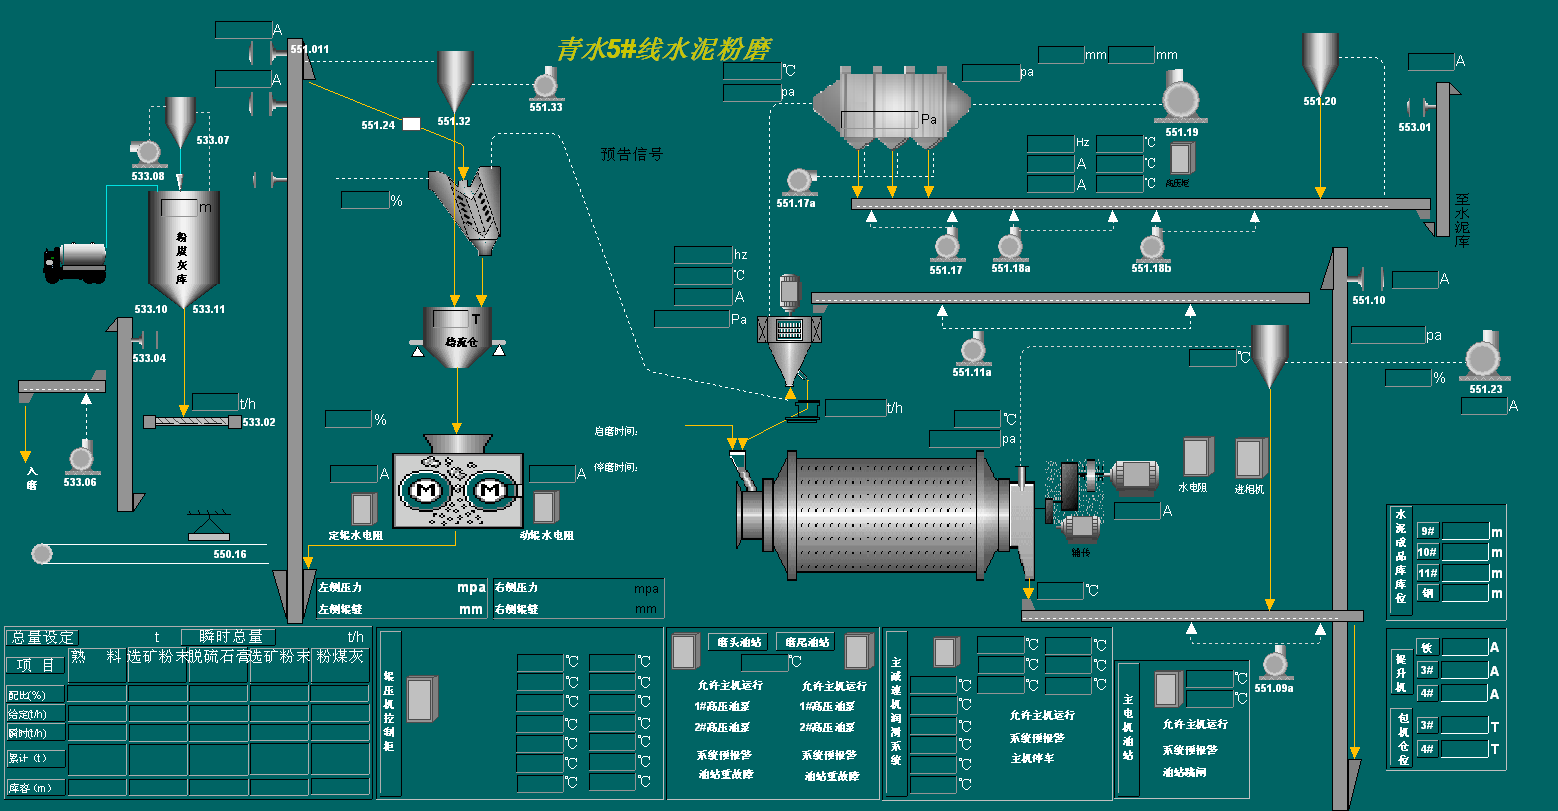 青水5#线水泥粉磨
A
551.011
A
551.33
551.32
551.24
533.07
533.08
预告信号
%
m
粉煤灰库
533.10
533.11
533.04
t/h
533.02
入磨
533.06
550.16
T
稳流仓
%
A
A
定辊水电阻
动辊水电阻
启磨时间:
停磨时间:
左侧压力 mpa
右侧压力 mpa
左侧辊缝 mm
右侧辊缝 mm
℃
pa
pa
mm
mm
Pa
551.19
551.20
A
553.01
551.17a
Hz
℃
A
℃
A
℃
高压柜
至水泥库
551.17
551.18a
551.18b
hz
℃
A
Pa
551.10
A
551.11a
℃
pa
551.23
%
A
t/h
℃
pa
水电阻
进相机
A
辅传
℃
551.09a
水泥成品库库位
9# m
10# m
11# m
钢 m
提升机
铁 A
3# A
4# A
包机仓位
3# T
4# T
总量设定 t 瞬时总量 t/h
项目 熟料 选矿粉末 脱硫石膏 选矿粉末 粉煤灰
配比(%)
给定(t/h)
瞬时(t/h)
累计(t)
库容(m)
辊压机控制柜
℃ ℃
℃ ℃
℃ ℃
℃ ℃
℃ ℃
℃ ℃
℃ ℃
磨头油站
磨尾油站
℃
允许主机运行
允许主机运行
1#高压油泵
1#高压油泵
2#高压油泵
2#高压油泵
系统预报警
系统预报警
油站重故障
油站重故障
主减速机润滑系统
℃ ℃
℃ ℃
℃ ℃
℃
℃
℃
℃
℃
℃
允许主机运行
系统预报警
主机停车
主电机油站
℃
℃
允许主机运行
系统预报警
油站跳闸